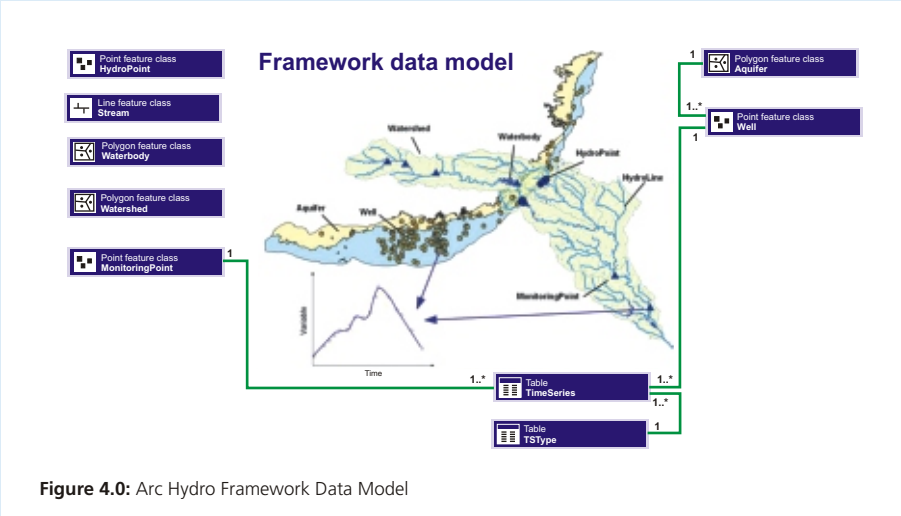 Framework data model
Point feature class
HydroPoint
Line feature class
Stream
Polygon feature class
Waterbody
Polygon feature class
Watershed
Point feature class
MonitoringPoint
1
Watershed
Waterbody
HydroPoint
HydroLine
Aquifer
Well
MonitoringPoint
Variable
Time
1
Polygon feature class
Aquifer
1..*
Point feature class
Well
1
1..*
Table
TimeSeries
1..*
1..*
Table
TSType
1
Figure 4.0: Arc Hydro Framework Data Model